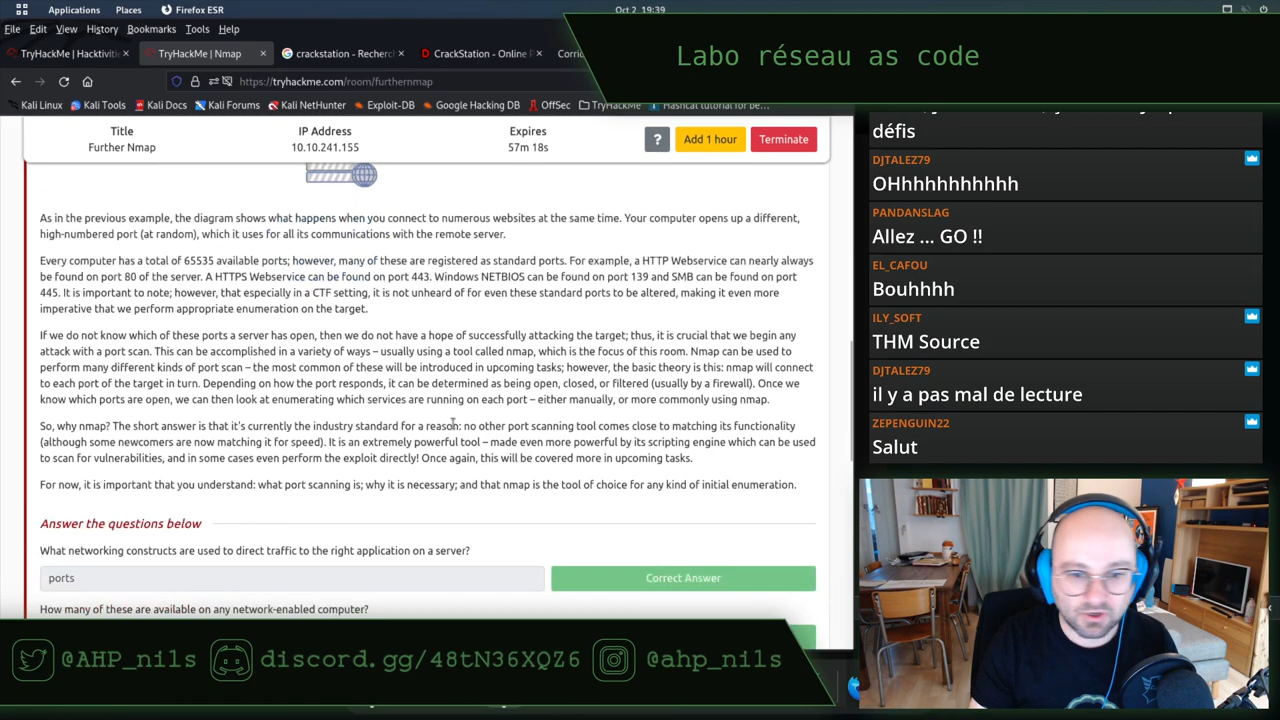 Applications Places Firefox ESR
Oct 2 19:39
Labo réseau as code
File Edit View History Bookmarks Tools Help
TryHackMe | Hacktiviti
TryHackMe | Nmap
crackstation - Recherc
CrackStation - Online P
Corri
https://tryhackme.com/room/furthernmap
Kali Linux Kali Tools Kali Docs Kali Forums Kali NetHunter Exploit-DB Google Hacking DB OffSec TryHackMe Hashcat tutorial for be…
Title
Further Nmap
IP Address
10.10.241.155
Expires
57m 18s
? Add 1 hour Terminate
As in the previous example, the diagram shows what happens when you connect to numerous websites at the same time. Your computer opens up a different,
high-numbered port (at random), which it uses for all its communications with the remote server.
Every computer has a total of 65535 available ports; however, many of these are registered as standard ports. For example, a HTTP Webservice can nearly always
be found on port 80 of the server. A HTTPS Webservice can be found on port 443. Windows NETBIOS can be found on port 139 and SMB can be found on port
445. It is important to note; however, that especially in a CTF setting, it is not unheard of for even these standard ports to be altered, making it even more
imperative that we perform appropriate enumeration on the target.
If we do not know which of these ports a server has open, then we do not have a hope of successfully attacking the target; thus, it is crucial that we begin any
attack with a port scan. This can be accomplished in a variety of ways – usually using a tool called nmap, which is the focus of this room. Nmap can be used to
perform many different kinds of port scan – the most common of these will be introduced in upcoming tasks; however, the basic theory is this: nmap will connect
to each port of the target in turn. Depending on how the port responds, it can be determined as being open, closed, or filtered (usually by a firewall). Once we
know which ports are open, we can then look at enumerating which services are running on each port – either manually, or more commonly using nmap.
So, why nmap? The short answer is that it's currently the industry standard for a reason: no other port scanning tool comes close to matching its functionality
(although some newcomers are now matching it for speed). It is an extremely powerful tool – made even more powerful by its scripting engine which can be used
to scan for vulnerabilities, and in some cases even perform the exploit directly! Once again, this will be covered more in upcoming tasks.
For now, it is important that you understand: what port scanning is; why it is necessary; and that nmap is the tool of choice for any kind of initial enumeration.
Answer the questions below
What networking constructs are used to direct traffic to the right application on a server?
ports
Correct Answer
How many of these are available on any network-enabled computer?
défis
DJTALEZ79
OHhhhhhhhhhh
PANDANSLAG
Allez ... GO !!
EL_CAFOU
Bouhhhh
ILY_SOFT
THM Source
DJTALEZ79
il y a pas mal de lecture
ZEPENGUIN22
Salut
@AHP_nils discord.gg/48tN36XQZ6 @ahp_nils